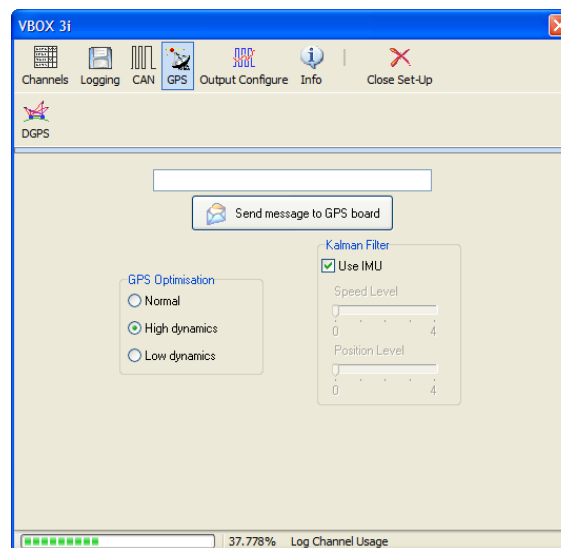 VBOX 3i
Channels Logging CAN GPS Output Configure Info Close Set-Up
DGPS
Send message to GPS board
Kalman Filter
Use IMU
GPS Optimisation
Speed Level
Normal
0 4
High dynamics
Position Level
Low dynamics
0 4
37.778% Log Channel Usage